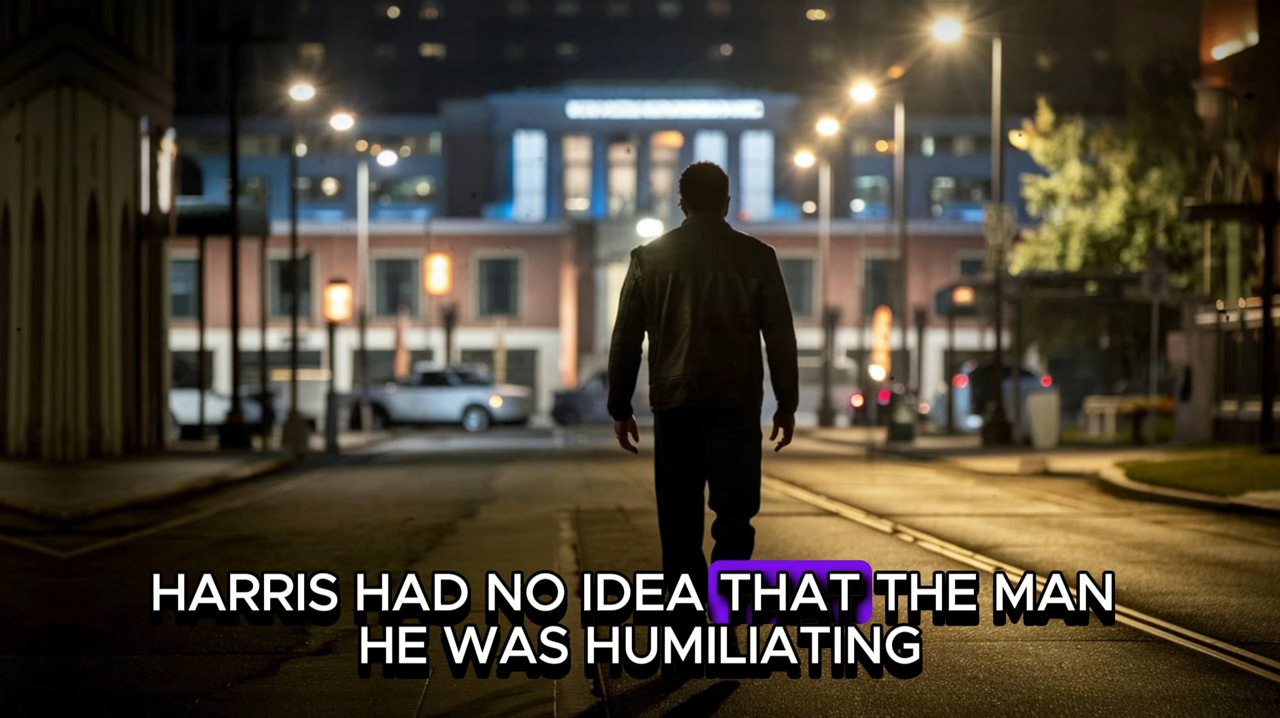 HARRIS HAD NO IDEA THAT THE MAN
HE WAS HUMILIATING